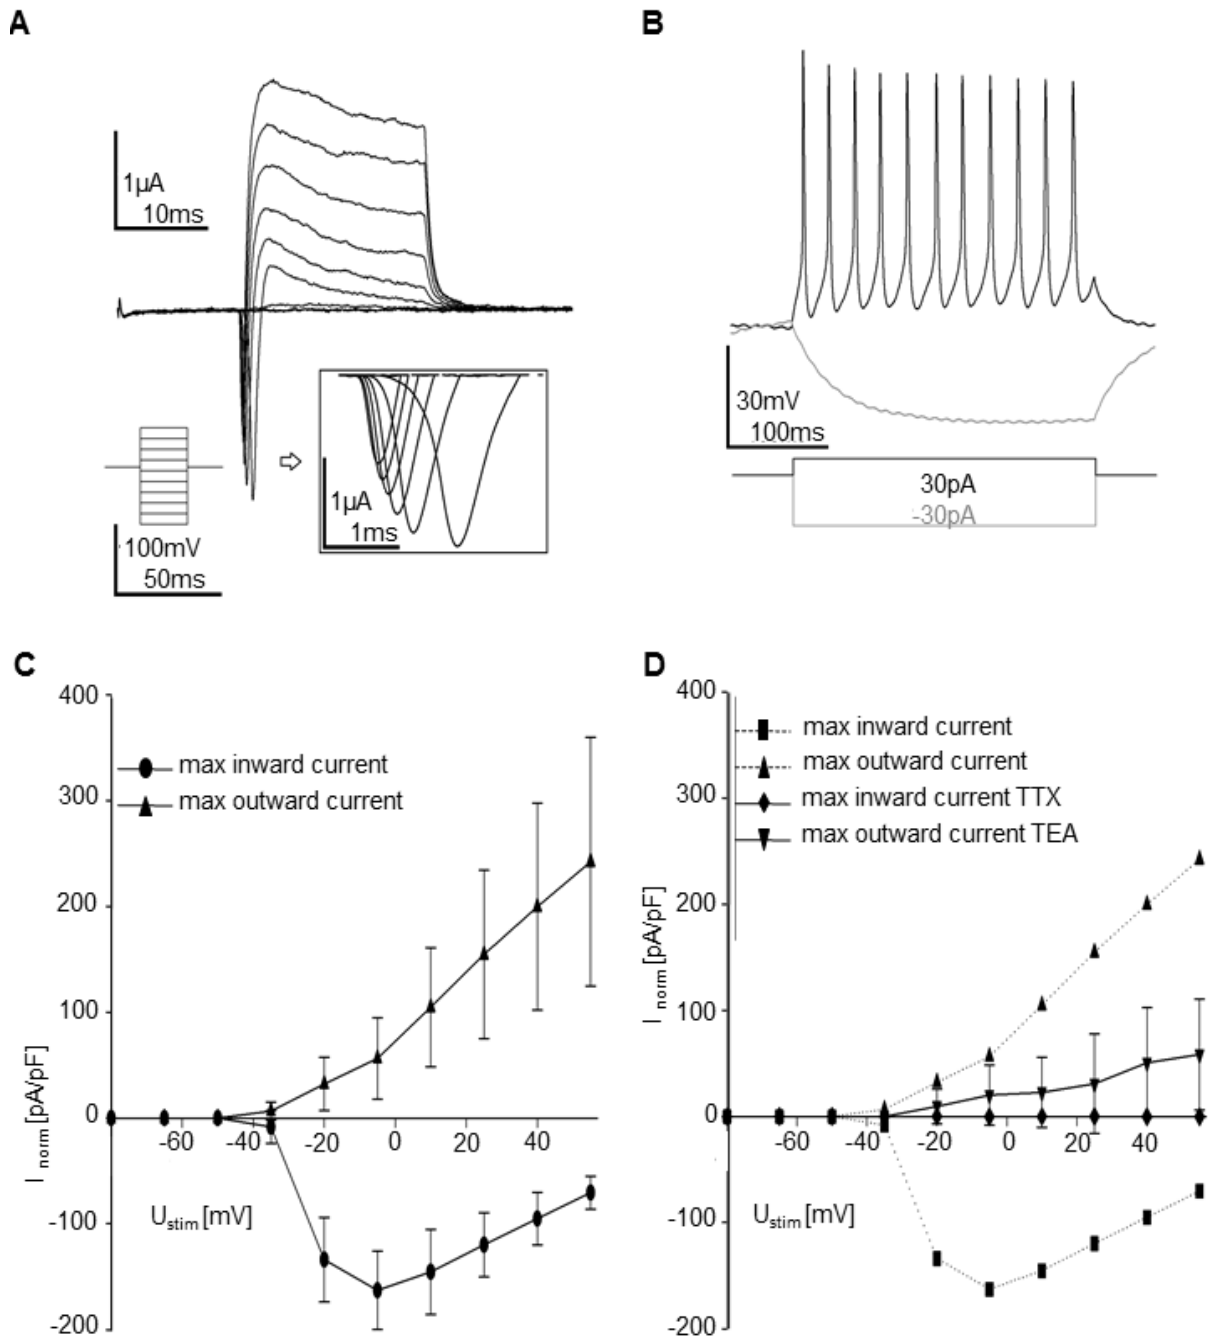 A
1µA
10ms
100mV
50ms
1µA
1ms
B
30mV
100ms
30pA
-30pA
C
400
300
200
100
0
-100
-200
-60
-40
-20
0
20
40
max inward current
max outward current
I norm [pA/pF]
Ustim [mV]
D
400
300
200
100
0
-100
-200
-60
-40
-20
0
20
40
max inward current
max outward current
max inward current TTX
max outward current TEA
I norm [pA/pF]
Ustim [mV]